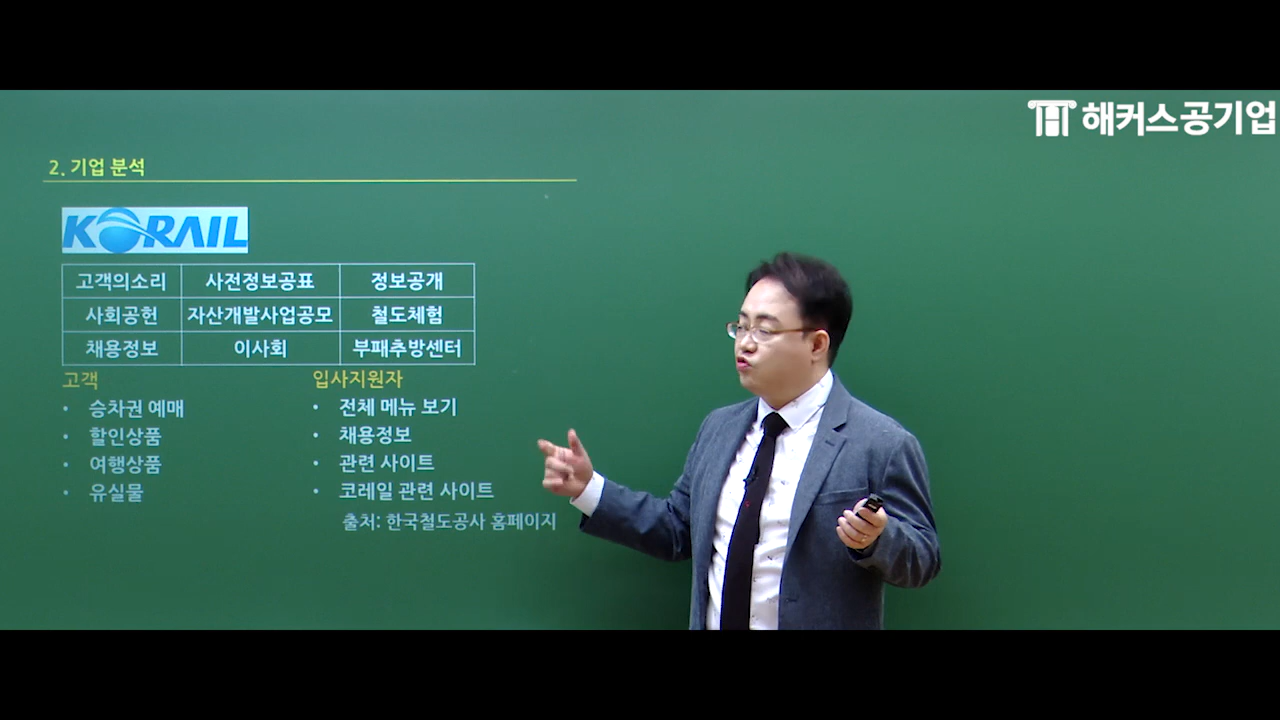 해커스공기업
2. 기업 분석
KORAIL
고객의소리 사전정보공표 정보공개
사회공헌 자산개발사업공모 철도체험
채용정보 이사회 부패추방센터
고객
• 승차권 예매
• 할인상품
• 여행상품
• 유실물
입사지원자
• 전체 메뉴 보기
• 채용정보
• 관련 사이트
• 코레일 관련 사이트
출처: 한국철도공사 홈페이지